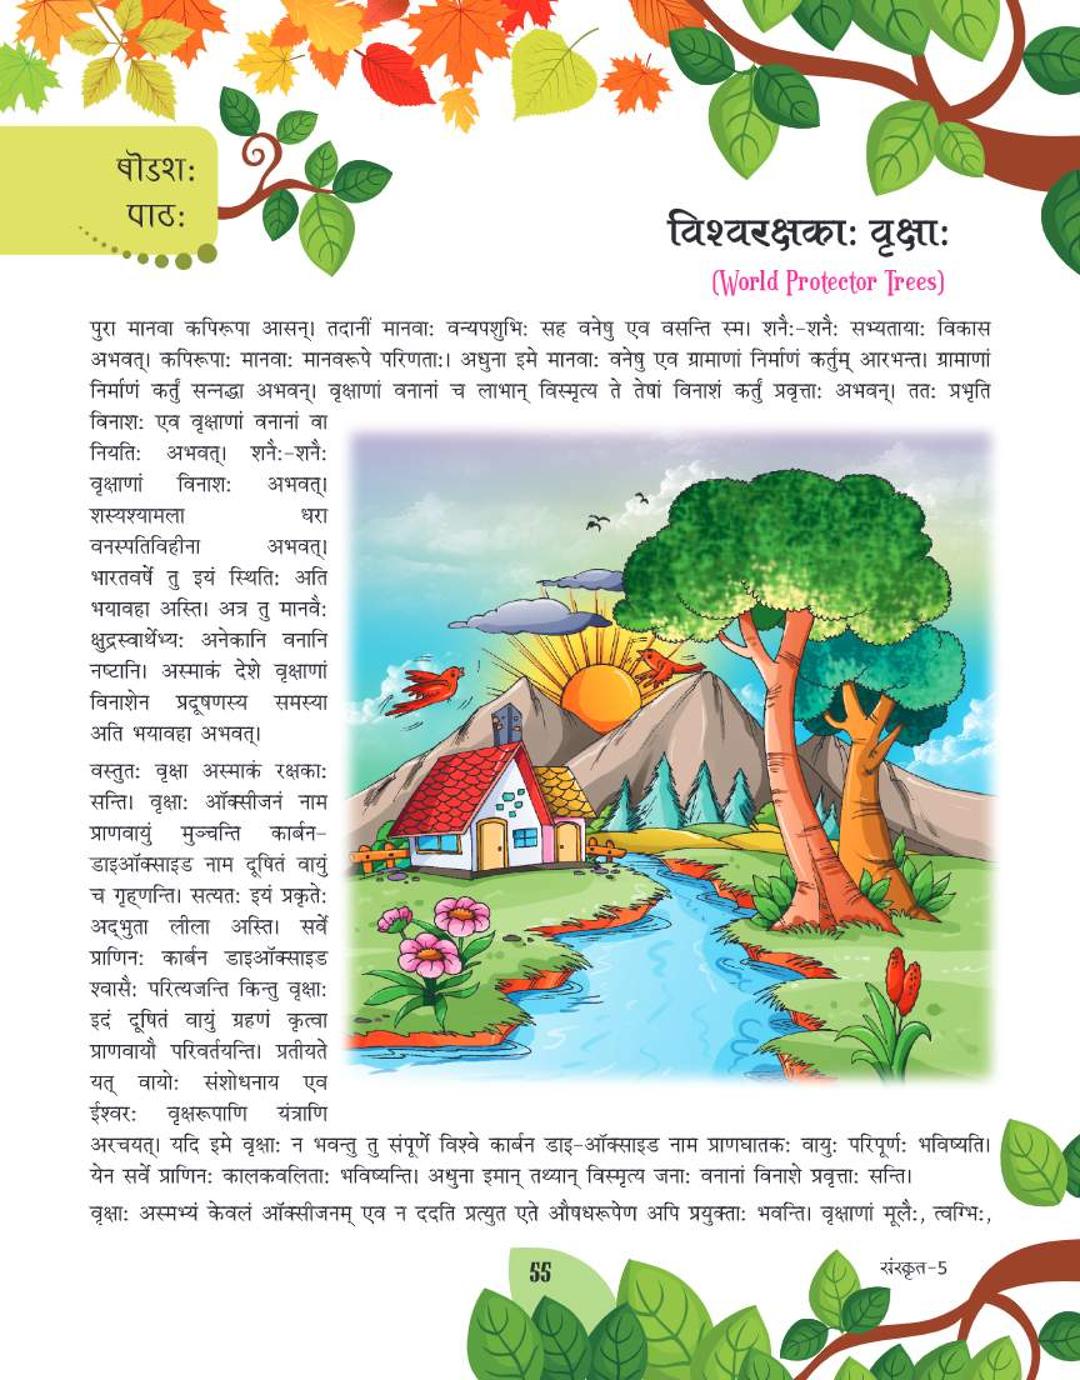 षोडश:
पाठ:
विश्वरक्षका: वृक्षा:
(World Protector Trees)
पुरा मानवा कपिरूपा आसन्। तदानीं मानवा: वन्यपशुभि: सह वनेषु एव वसन्ति स्म। शनै:-शनै: सभ्यताया: विकास
अभवत्। कपिरूपा: मानवा: मानवरूपे परिणता:। अधुना इमे मानवा: वनेषु एव ग्रामाणां निर्माणं कर्तुम् आरभन्त। ग्रामाणां
निर्माणं कर्तुं सन्नद्धा अभवन्। वृक्षाणां वनानां च लाभान् विस्मृत्य ते तेषां विनाशं कर्तुं प्रवृत्ता: अभवन्। तत: प्रभृति
विनाश: एव वृक्षाणां वनानां वा
नियति: अभवत्। शनै:-शनै:
वृक्षाणां विनाश: अभवत्।
शस्यश्यामला धरा
वनस्पतिविहीना अभवत्।
भारतवर्षे तु इयं स्थिति: अति
भयावहा अस्ति। अत्र तु मानवै:
क्षुद्रस्वार्थेभ्य: अनेकानि वनानि
नष्टानि। अस्माकं देशे वृक्षाणां
विनाशेन प्रदूषणस्य समस्या
अति भयावहा अभवत्।
वस्तुत: वृक्षा अस्माकं रक्षका:
सन्ति। वृक्षा: ऑक्सीजनं नाम
प्राणवायुं मुञ्चन्ति कार्बन-
डाइऑक्साइड नाम दूषितं वायुं
च गृह्णन्ति। सत्यत: इयं प्रकृते:
अद्भुता लीला अस्ति। सर्वे
प्राणिन: कार्बन डाइऑक्साइड
श्वासै: परित्यजन्ति किन्तु वृक्षा:
इदं दूषितं वायुं ग्रहणं कृत्वा
प्राणवायौ परिवर्तयन्ति। प्रतीयते
यत् वायो: संशोधनाय एव
ईश्वर: वृक्षरूपाणि यंत्राणि
अरचयत्। यदि इमे वृक्षा: न भवन्तु तु संपूर्णे विश्वे कार्बन डाइ-ऑक्साइड नाम प्राणघातक: वायु: परिपूर्ण: भविष्यति।
येन सर्वे प्राणिन: कालकवलिता: भविष्यन्ति। अधुना इमान् तथ्यान् विस्मृत्य जना: वनानां विनाशे प्रवृत्ता: सन्ति।
वृक्षा: अस्मभ्यं केवलं ऑक्सीजनम् एव न ददति प्रत्युत एते औषधरूपेण अपि प्रयुक्ता: भवन्ति। वृक्षाणां मूलै:, त्वग्भि:,
55
संस्कृत-5